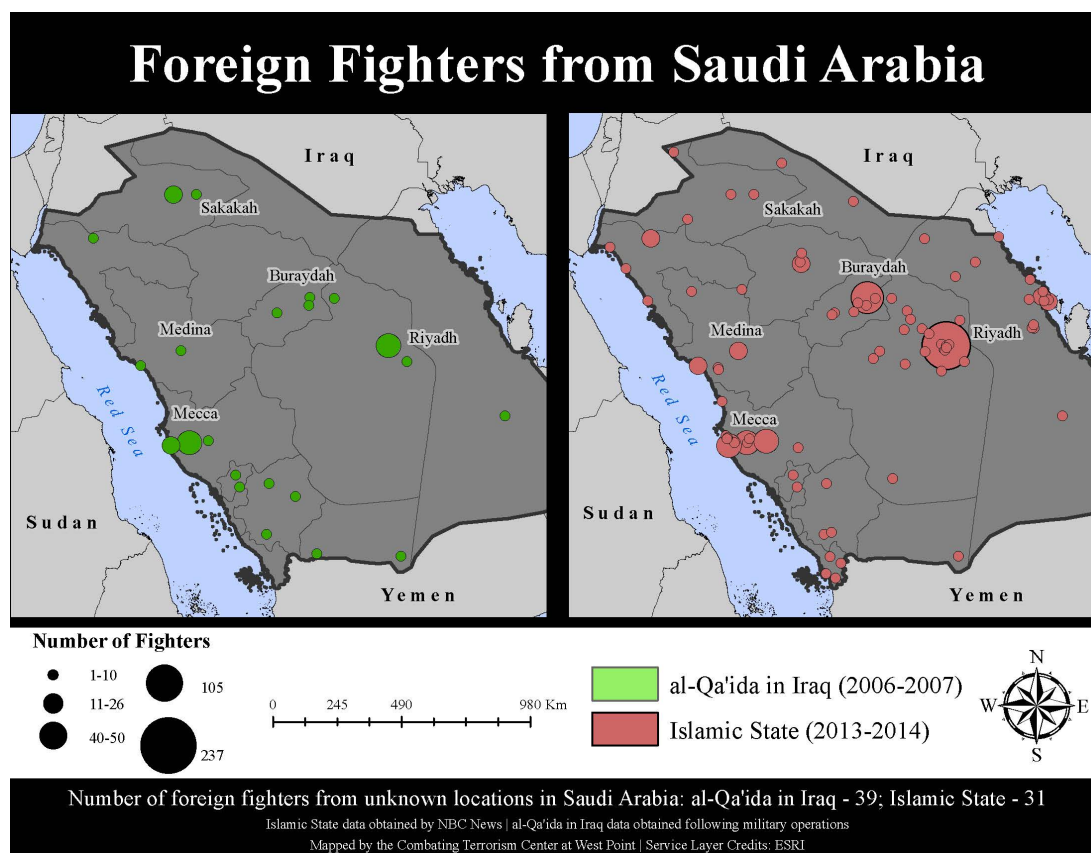 Foreign Fighters from Saudi Arabia
Iraq
Sakakah
Buraydah
Medina
Riyadh
Red Sea
Mecca
Sudan
Yemen
Iraq
Sakakah
Buraydah
Medina
Riyadh
Red Sea
Mecca
Sudan
Yemen
Number of Fighters
1-10
11-26
40-50
105
237
0 245 490 980 Km
al-Qa'ida in Iraq (2006-2007)
Islamic State (2013-2014)
N
W E
S
Number of foreign fighters from unknown locations in Saudi Arabia: al-Qa'ida in Iraq - 39; Islamic State - 31
Islamic State data obtained by NBC News | al-Qa'ida in Iraq data obtained following military operations
Mapped by the Combating Terrorism Center at West Point | Service Layer Credits: ESRI